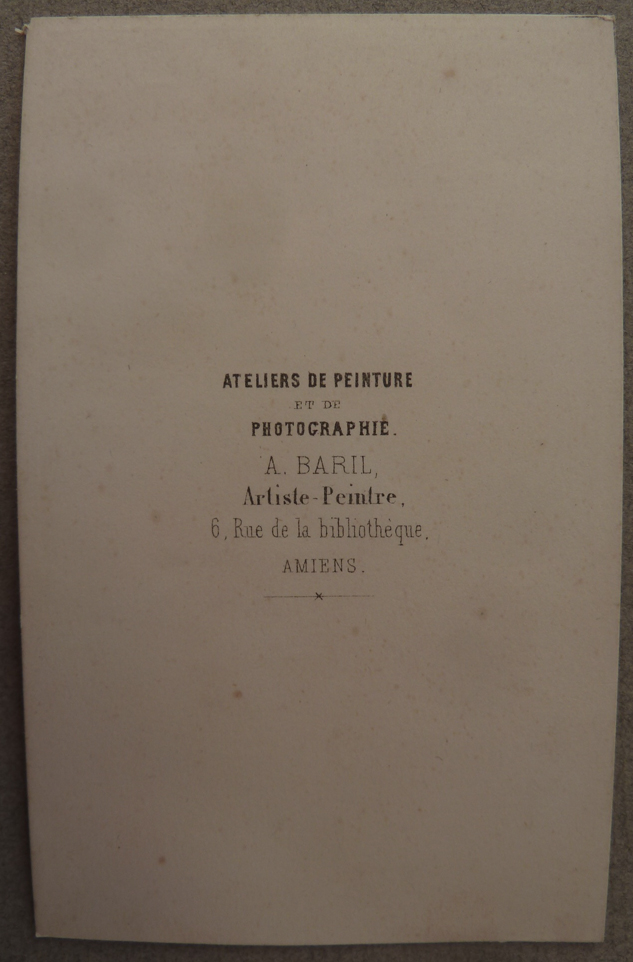 ATELIERS DE PEINTURE
ET DE
PHOTOGRAPHIE.
A. BARIL,
Artiste-Peintre,
6, Rue de la bibliothèque,
AMIENS.